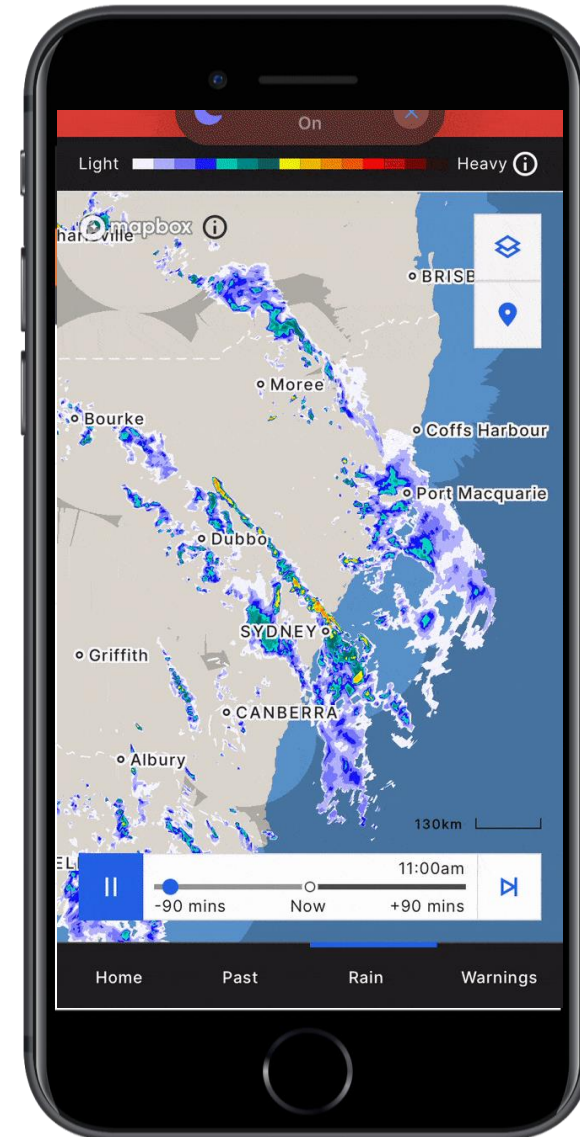 On
Light Heavy
mapbox
BRISB
Moree
Bourke
Coffs Harbour
Port Macquarie
Dubbo
SYDNEY
Griffith
CANBERRA
Albury
130km
11:00am
-90 mins Now +90 mins
Home Past Rain Warnings